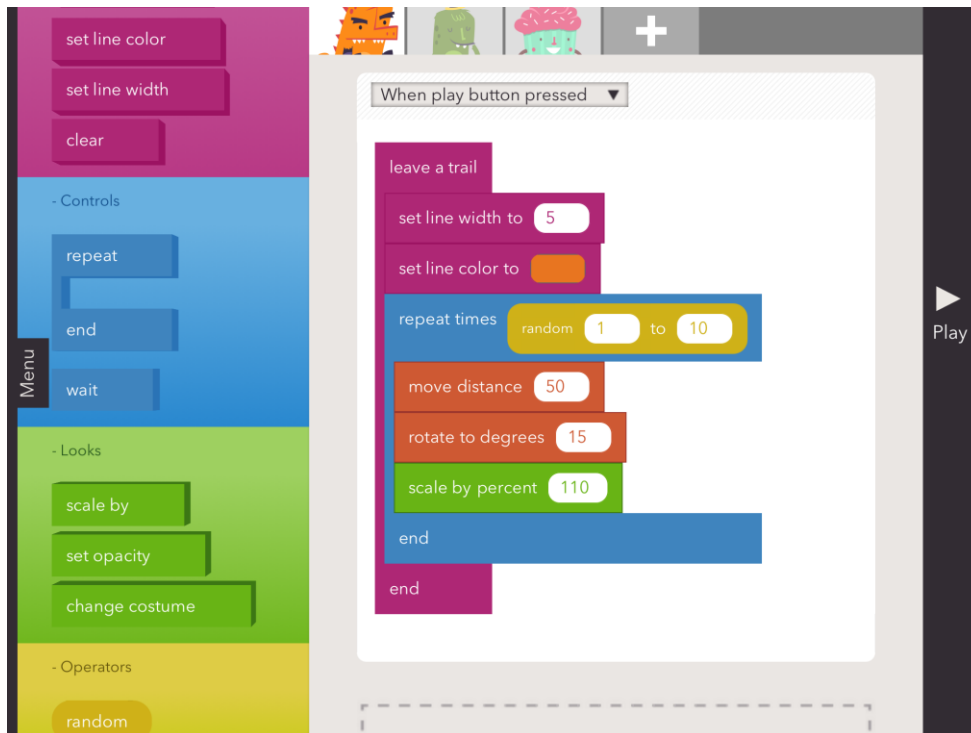 set line color
set line width
clear
- Controls
repeat
end
wait
- Looks
scale by
set opacity
change costume
- Operators
random
Menu
When play button pressed
leave a trail
set line width to 5
set line color to
repeat times random 1 to 10
move distance 50
rotate to degrees 15
scale by percent 110
end
end
Play